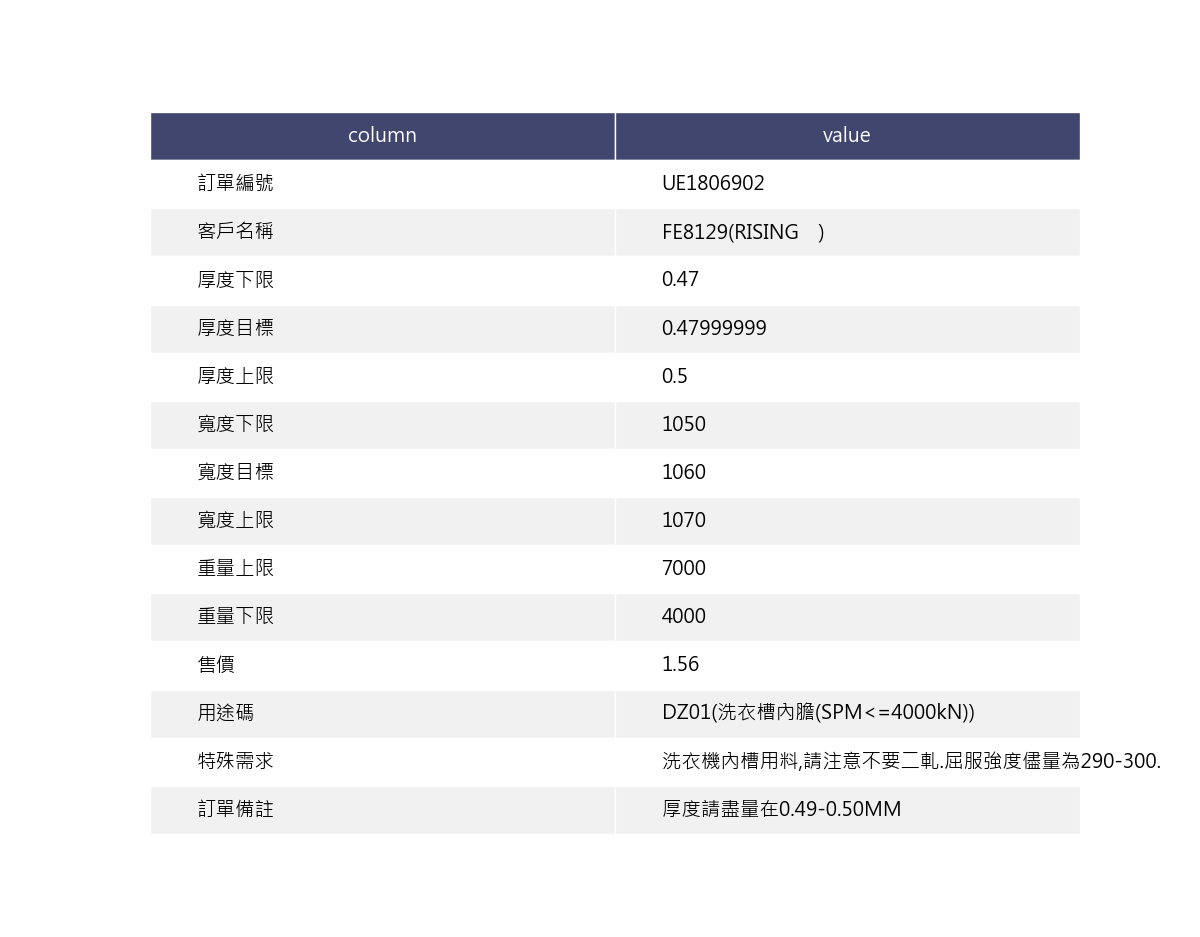 column value
訂單編號 UE1806902
客戶名稱 FE8129(RISING )
厚度下限 0.47
厚度目標 0.47999999
厚度上限 0.5
寬度下限 1050
寬度目標 1060
寬度上限 1070
重量上限 7000
重量下限 4000
售價 1.56
用途碼 DZ01(洗衣槽內膽(SPM<=4000kN))
特殊需求 洗衣機內槽用料,請注意不要二軋.屈服強度儘量為290-300.
訂單備註 厚度請盡量在0.49-0.50MM